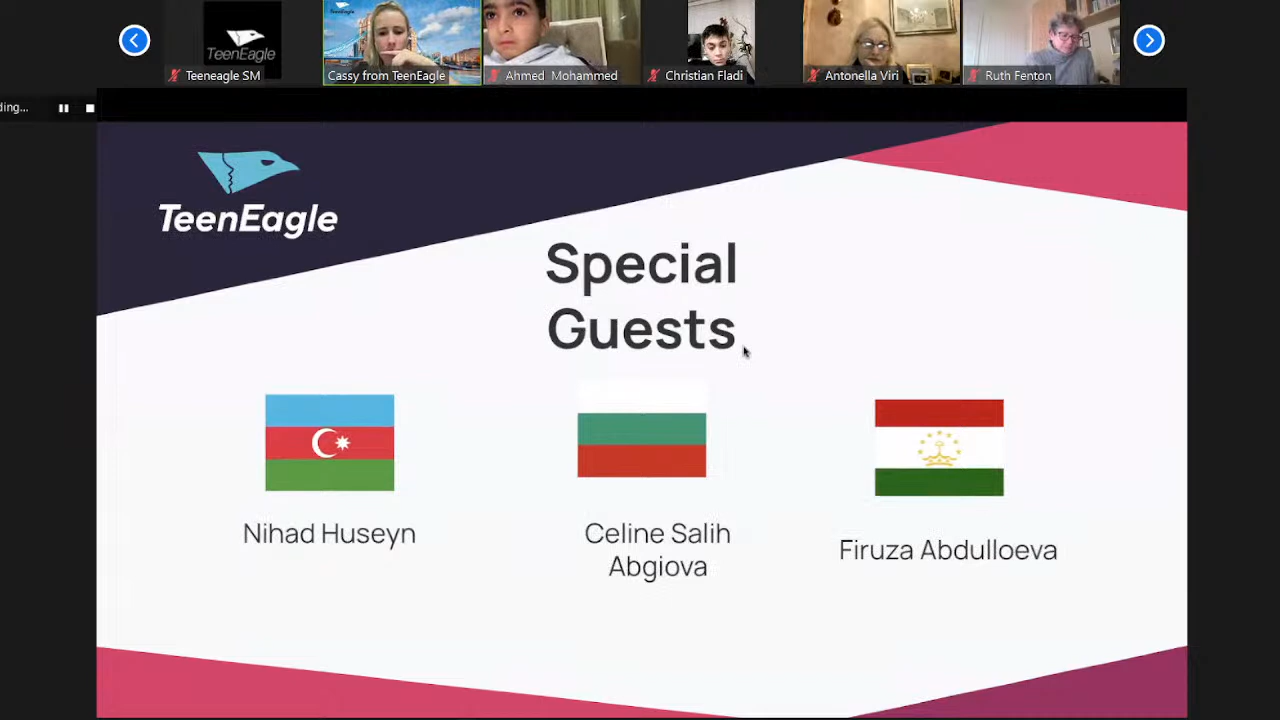 TeenEagle
Teeneagle SM
Cassy from TeenEagle
Ahmed Mohammed
Christian Fladi
Antonella Viri
Ruth Fenton
ding...
TeenEagle
Special
Guests
Nihad Huseyn
Celine Salih
Abgiova
Firuza Abdulloeva